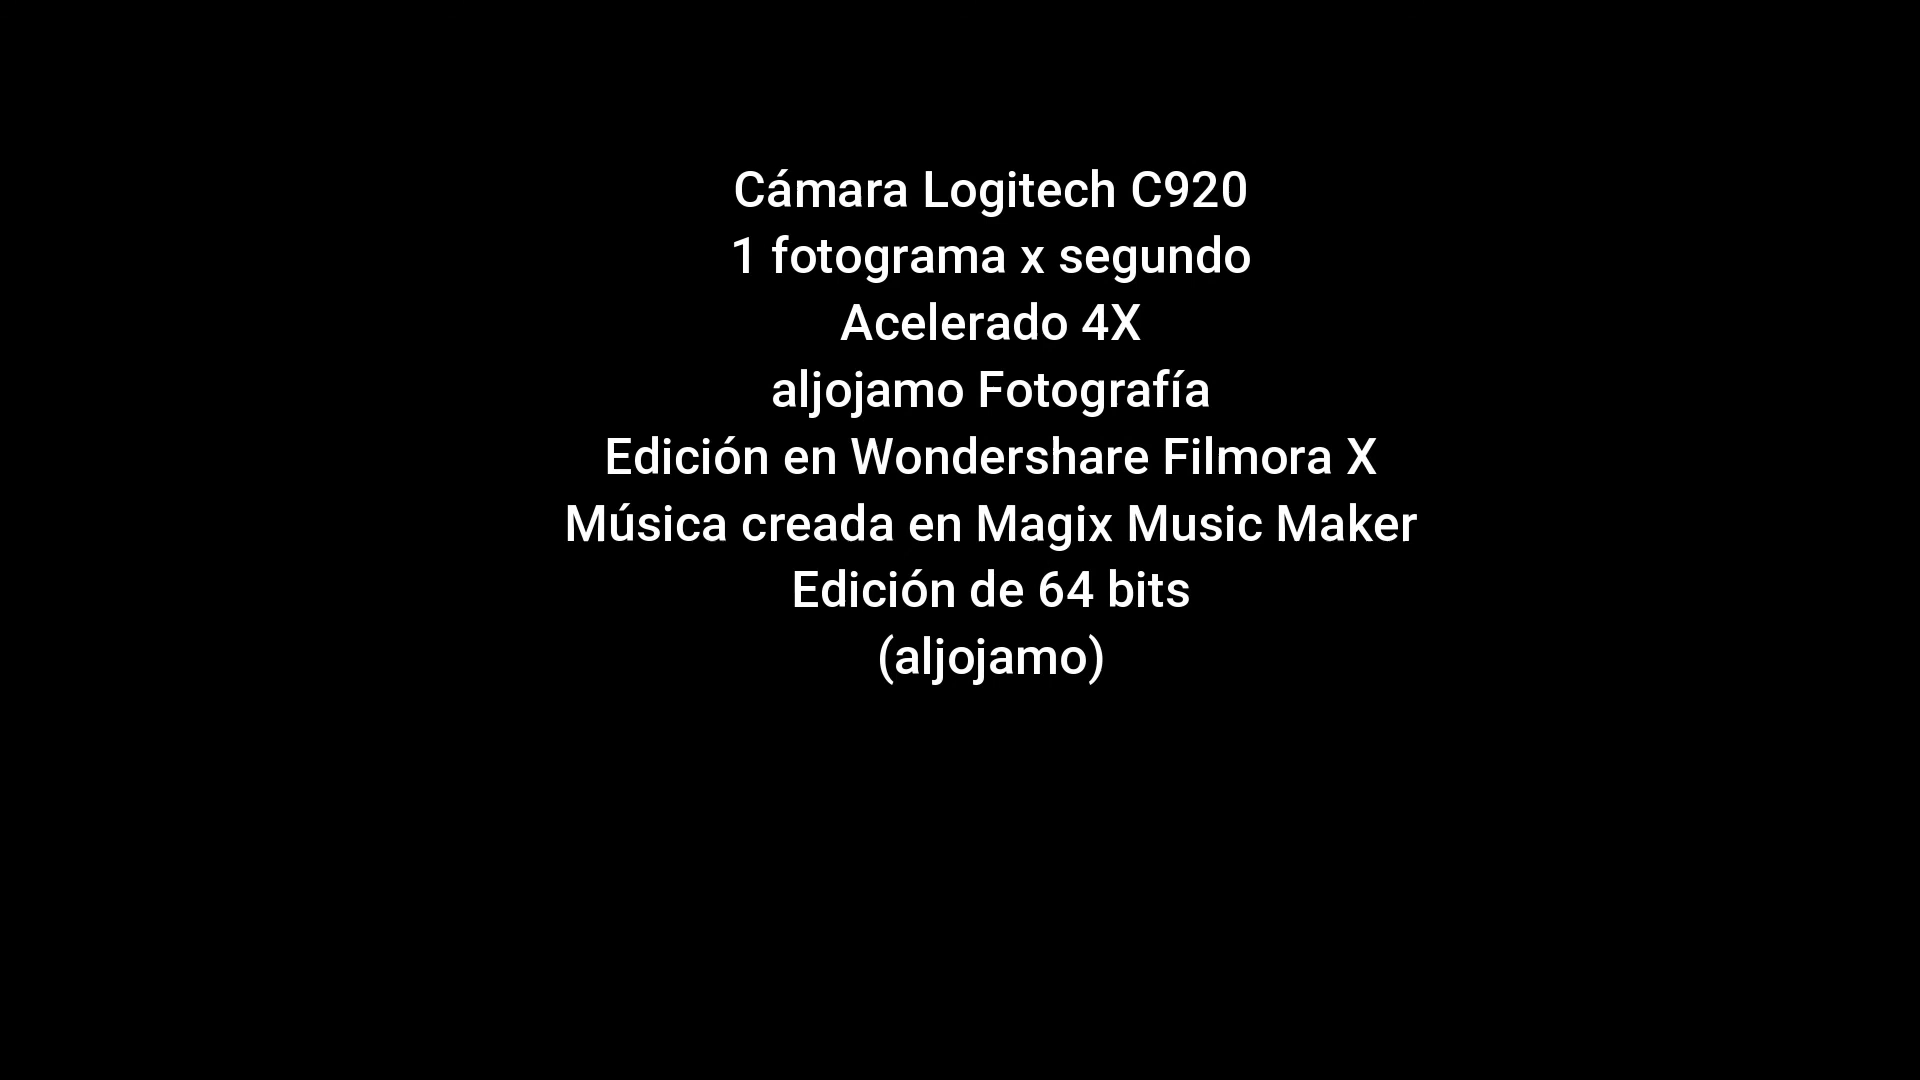 Cámara Logitech C920
1 fotograma x segundo
Acelerado 4X
aljojamo Fotografía
Edición en Wondershare Filmora X
Música creada en Magix Music Maker
Edición de 64 bits
(aljojamo)